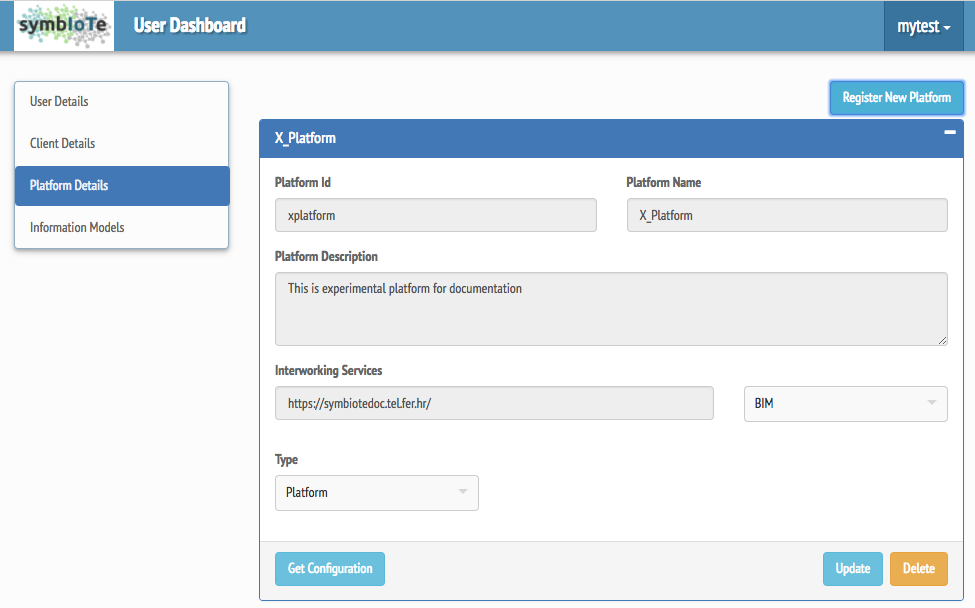 symbIoTe
User Dashboard
mytest
User Details
Client Details
Platform Details
Information Models
Register New Platform
X_Platform
Platform Id
Platform Name
xplatform
X_Platform
Platform Description
This is experimental platform for documentation
Interworking Services
https://symbiotedoc.tel.fer.hr/
BIM
Type
Platform
Get Configuration
Update
Delete